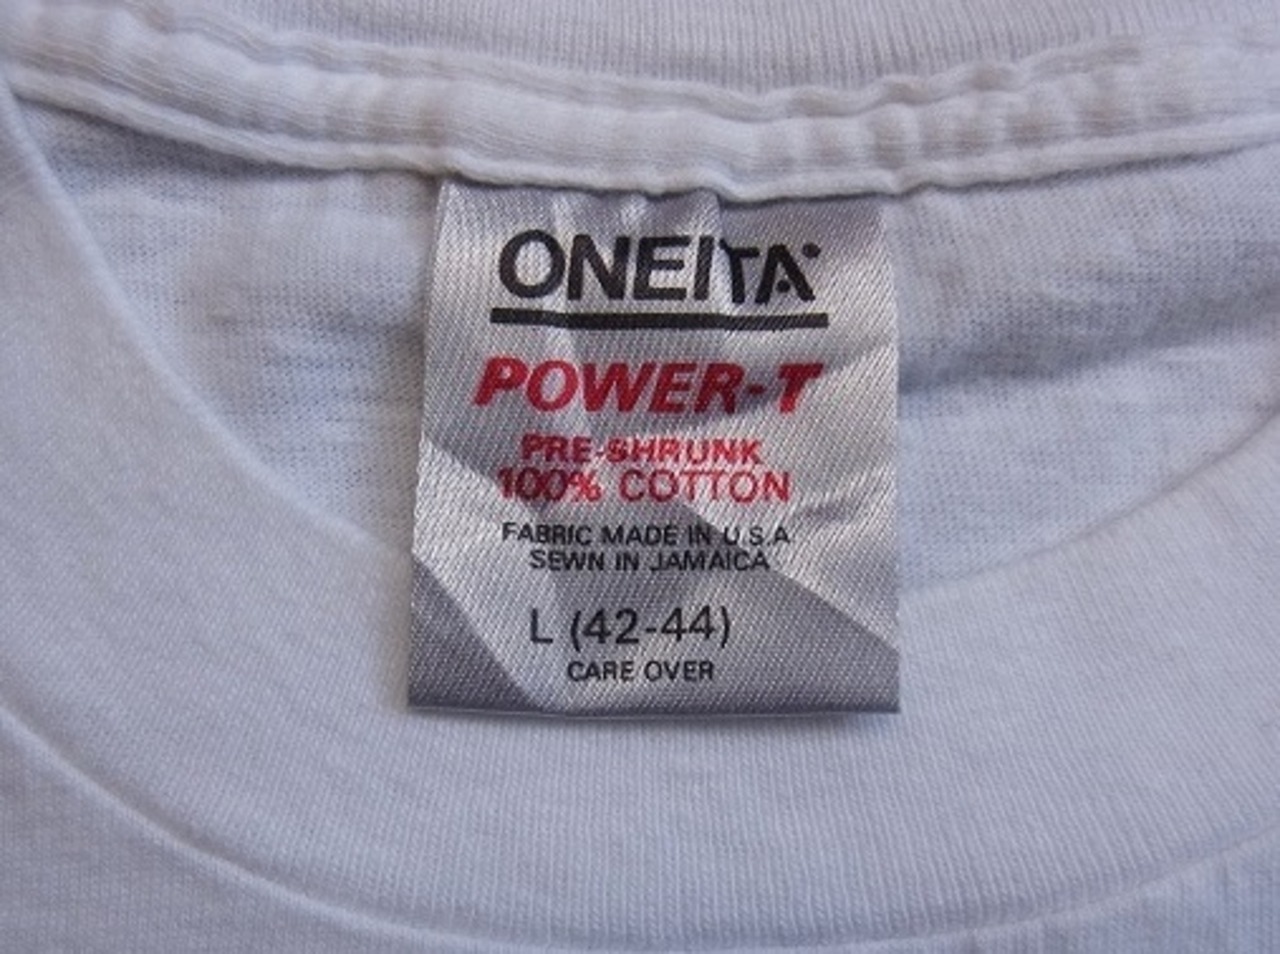 ONEITA
POWER-T
PRE-SHRUNK
100% COTTON
FABRIC MADE IN U.S.A
SEWN IN JAMAICA
L (42-44)
CARE OVER